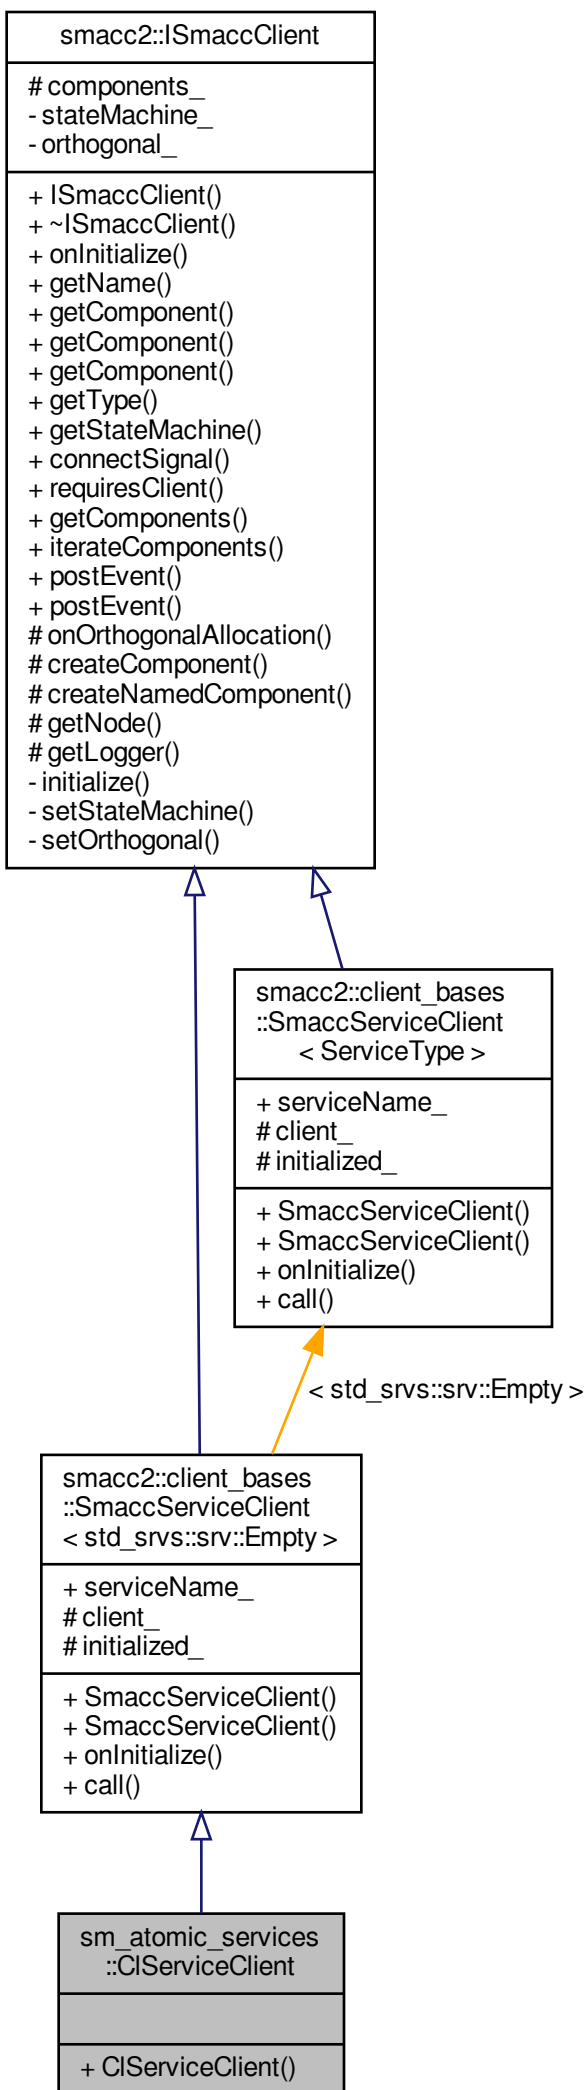 smacc2::ISmaccClient
# components_
- stateMachine_
- orthogonal_
+ ISmaccClient()
+ ~ISmaccClient()
+ onInitialize()
+ getName()
+ getComponent()
+ getComponent()
+ getComponent()
+ getType()
+ getStateMachine()
+ connectSignal()
+ requiresClient()
+ getComponents()
+ iterateComponents()
+ postEvent()
+ postEvent()
# onOrthogonalAllocation()
# createComponent()
# createNamedComponent()
# getNode()
# getLogger()
- initialize()
- setStateMachine()
- setOrthogonal()
smacc2::client_bases
::SmaccServiceClient
< ServiceType >
+ serviceName_
# client_
# initialized_
+ SmaccServiceClient()
+ SmaccServiceClient()
+ onInitialize()
+ call()
< std_srvs::srv::Empty >
smacc2::client_bases
::SmaccServiceClient
< std_srvs::srv::Empty >
+ serviceName_
# client_
# initialized_
+ SmaccServiceClient()
+ SmaccServiceClient()
+ onInitialize()
+ call()
sm_atomic_services
::ClServiceClient
+ ClServiceClient()